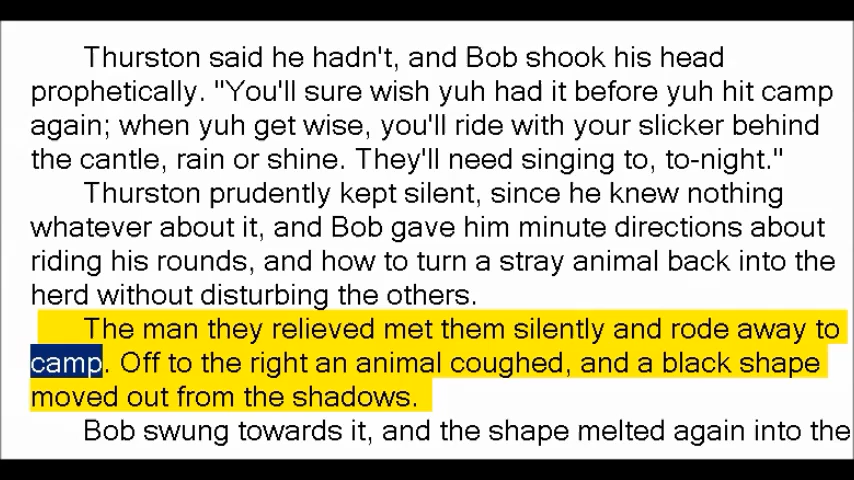 Thurston said he hadn't, and Bob shook his head
prophetically. "You'll sure wish yuh had it before yuh hit camp
again; when yuh get wise, you'll ride with your slicker behind
the cantle, rain or shine. They'll need singing to, to-night."
Thurston prudently kept silent, since he knew nothing
whatever about it, and Bob gave him minute directions about
riding his rounds, and how to turn a stray animal back into the
herd without disturbing the others.
The man they relieved met them silently and rode away to
camp. Off to the right an animal coughed, and a black shape
moved out from the shadows.
Bob swung towards it, and the shape melted again into the